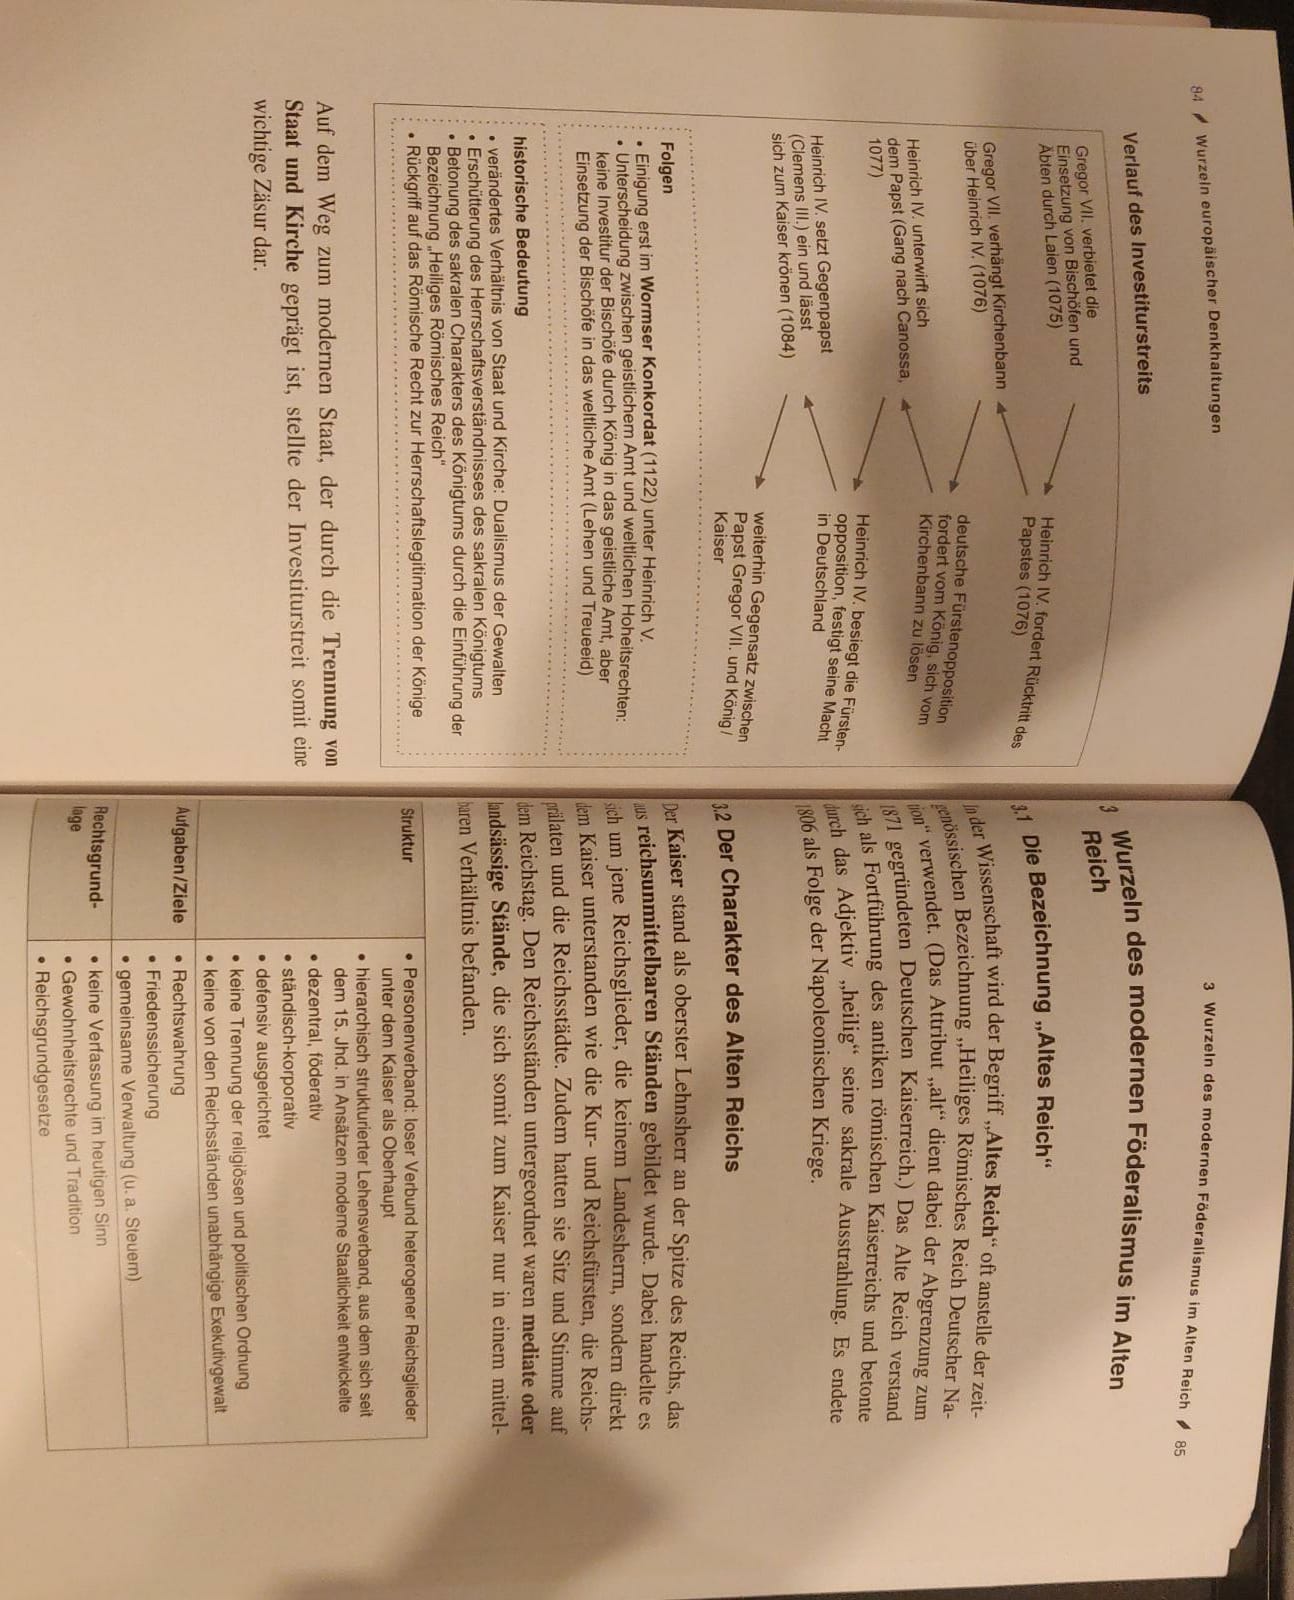 84 Wurzeln europäischer Denkhaltungen
Verlauf des Investiturstreits
Gregor VII. verbietet die
Einsetzung von Bischöfen und
Äbten durch Laien (1075)
Heinrich IV. fordert Rücktritt des
Papstes (1076)
Gregor VII. verhängt Kirchenbann
über Heinrich IV. (1076)
deutsche Fürstenopposition
fordert vom König, sich vom
Kirchenbann zu lösen
Heinrich IV. unterwirft sich
dem Papst (Gang nach Canossa,
1077)
Heinrich IV. besiegt die Fürsten-
opposition, festigt seine Macht
in Deutschland
Heinrich IV. setzt Gegenpapst
(Clemens III.) ein und lässt
sich zum Kaiser krönen (1084)
weiterhin Gegensatz zwischen
Papst Gregor VII. und König/
Kaiser
Folgen
• Einigung erst im Wormser Konkordat (1122) unter Heinrich V.
• Unterscheidung zwischen geistlichem Amt und weltlichen Hoheitsrechten:
keine Investitur der Bischöfe durch König in das geistliche Amt, aber
Einsetzung der Bischöfe in das weltliche Amt (Lehen und Treueeid)
historische Bedeutung
• verändertes Verhältnis von Staat und Kirche: Dualismus der Gewalten
• Erschütterung des Herrschaftsverständnisses des sakralen Königtums
• Betonung des sakralen Charakters des Königtums durch die Einführung der
Bezeichnung „Heiliges Römisches Reich“
• Rückgriff auf das Römische Recht zur Herrschaftslegitimation der Könige
Auf dem Weg zum modernen Staat, der durch die Trennung von
Staat und Kirche geprägt ist, stellte der Investiturstreit somit eine
wichtige Zäsur dar.
3 Wurzeln des modernen Föderalismus im Alten Reich 85
3 Wurzeln des modernen Föderalismus im Alten
Reich
3.1 Die Bezeichnung „Altes Reich“
In der Wissenschaft wird der Begriff „Altes Reich“ oft anstelle der zeit-
genössischen Bezeichnung „Heiliges Römisches Reich Deutscher Na-
tion“ verwendet. (Das Attribut „alt“ dient dabei der Abgrenzung zum
1871 gegründeten Deutschen Kaiserreich.) Das Alte Reich verstand
sich als Fortführung des antiken römischen Kaiserreichs und betonte
durch das Adjektiv „heilig“ seine sakrale Ausstrahlung. Es endete
1806 als Folge der Napoleonischen Kriege.
3.2 Der Charakter des Alten Reichs
Der Kaiser stand als oberster Lehnsherr an der Spitze des Reichs, das
aus reichsunmittelbaren Ständen gebildet wurde. Dabei handelte es
sich um jene Reichsglieder, die keinem Landesherrn, sondern direkt
dem Kaiser unterstanden wie die Kur- und Reichsfürsten, die Reichs-
prälaten und die Reichsstädte. Zudem hatten sie Sitz und Stimme auf
dem Reichstag. Den Reichsständen untergeordnet waren mediate oder
landsässige Stände, die sich somit zum Kaiser nur in einem mittel-
baren Verhältnis befanden.
Struktur
• Personenverband: loser Verbund heterogener Reichsglieder
unter dem Kaiser als Oberhaupt
• hierarchisch strukturierter Lehensverband, aus dem sich seit
dem 15. Jhd. in Ansätzen moderne Staatlichkeit entwickelte
• dezentral, föderativ
• ständisch-korporativ
• defensiv ausgerichtet
• keine Trennung der religiösen und politischen Ordnung
• keine von den Reichsständen unabhängige Exekutivgewalt
Aufgaben/Ziele
• Rechtswahrung
• Friedenssicherung
• gemeinsame Verwaltung (u. a. Steuern)
Rechtsgrund-
lage
• keine Verfassung im heutigen Sinn
• Gewohnheitsrechte und Tradition
• Reichsgrundgesetze